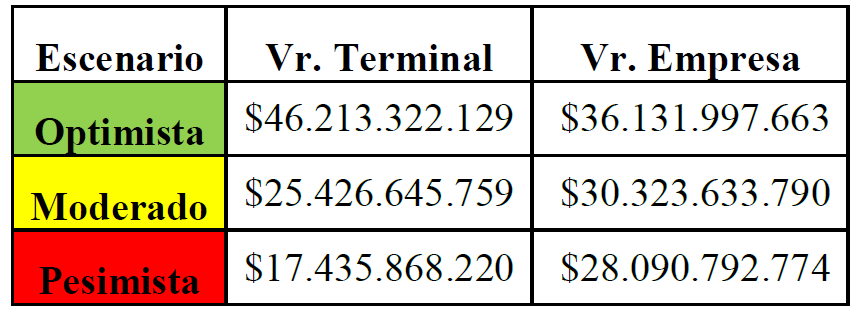 Escenario Vr. Terminal Vr. Empresa
Optimista $46.213.322.129 $36.131.997.663
Moderado $25.426.645.759 $30.323.633.790
Pesimista $17.435.868.220 $28.090.792.774